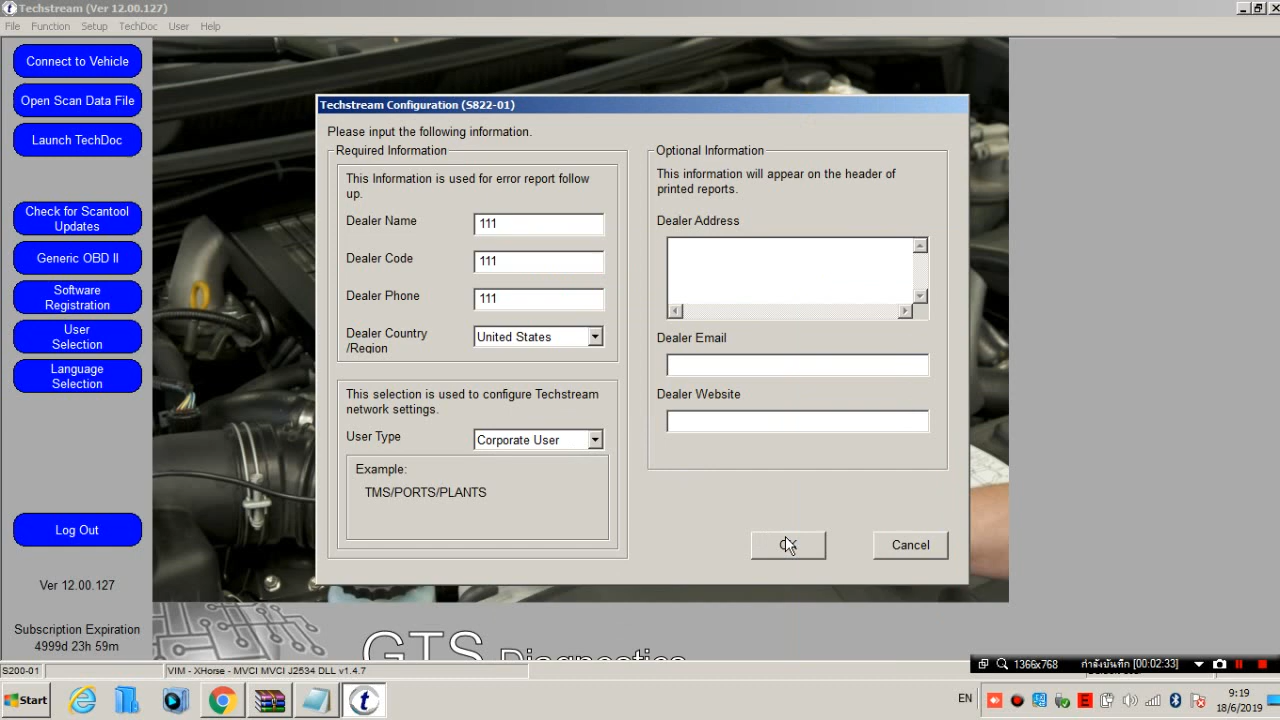 Techstream (Ver 12.00.127)
File Function Setup TechDoc User Help
Connect to Vehicle
Open Scan Data File
Launch TechDoc
Check for Scantool
Updates
Generic OBD II
Software
Registration
User
Selection
Language
Selection
Log Out
Ver 12.00.127
Subscription Expiration
4999d 23h 59m
Techstream Configuration (S822-01)
Please input the following information.
Required Information
This Information is used for error report follow
up.
Dealer Name 111
Dealer Code 111
Dealer Phone 111
Dealer Country
/Region
United States
This selection is used to configure Techstream
network settings.
User Type Corporate User
Example:
TMS/PORTS/PLANTS
Optional Information
This information will appear on the header of
printed reports.
Dealer Address
Dealer Email
Dealer Website
Cancel
GTS Diagnostics
S200-01
VIM - XHorse - MVCI MVCI J2534 DLL v1.4.7
1366x768 กำลังบันทึก [00:02:33]
Start
EN
9:19
18/6/2019